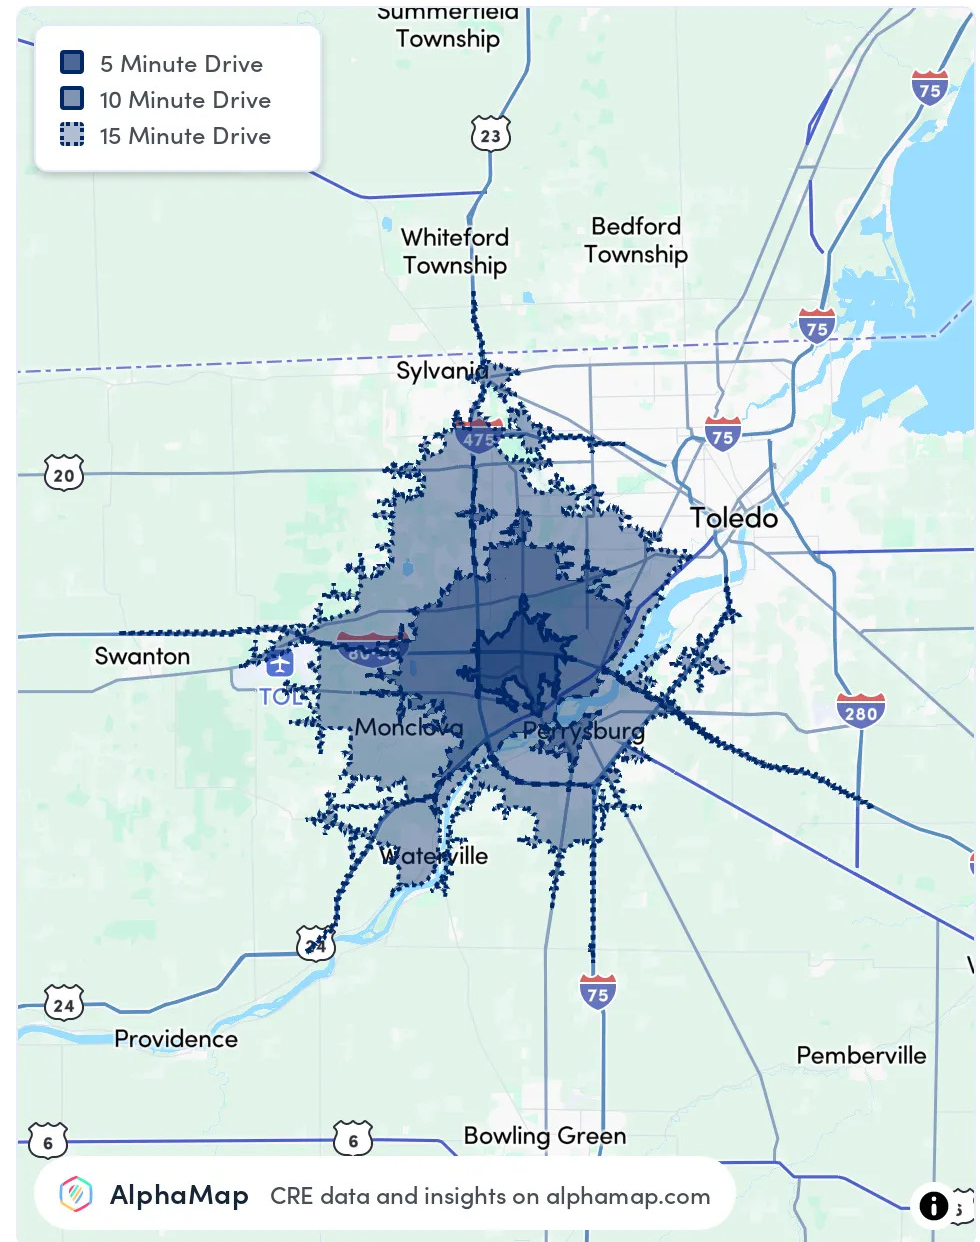 Summerfield
Township
5 Minute Drive
10 Minute Drive
15 Minute Drive
75
23
Whiteford
Township
Bedford
Township
75
Sylvania
475
75
20
Toledo
80-90
Swanton
TOL
Monclova
Perrysburg
280
Waterville
24
75
24
Providence
Pemberville
6
6
Bowling Green
AlphaMap
CRE data and insights on alphamap.com